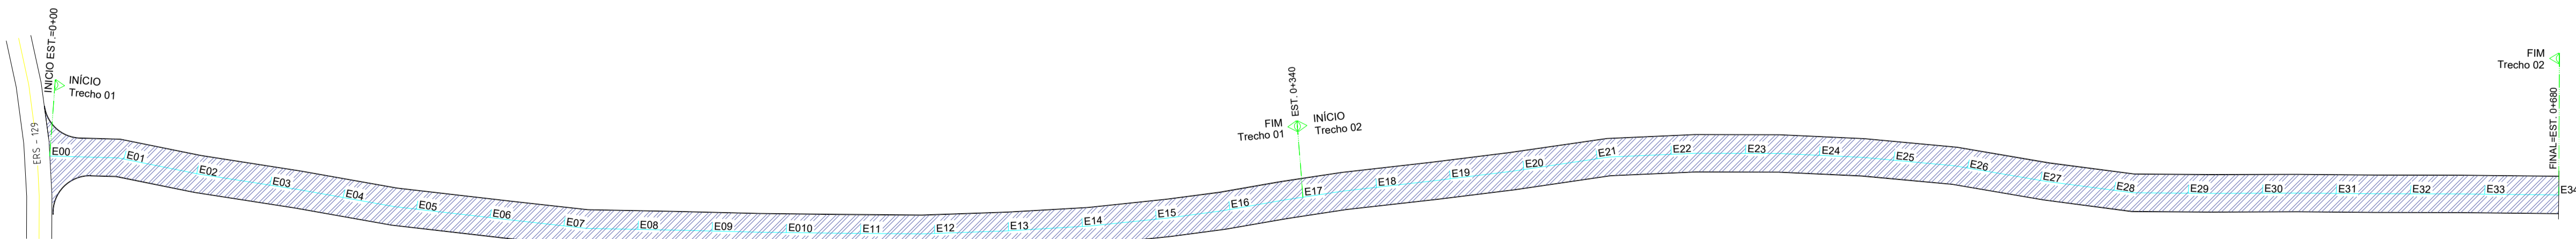 INÍCIO EST.=0+00
INÍCIO
Trecho 01
ERS - 129
E00
E01
E02
E03
E04
E05
E06
E07
E08
E09
E010
E11
E12
E13
E14
E15
E16
FIM
Trecho 01
EST. 0+340
INÍCIO
Trecho 02
E17
E18
E19
E20
E21
E22
E23
E24
E25
E26
E27
E28
E29
E30
E31
E32
E33
E34
FIM
Trecho 02
FINAL=EST. 0+680